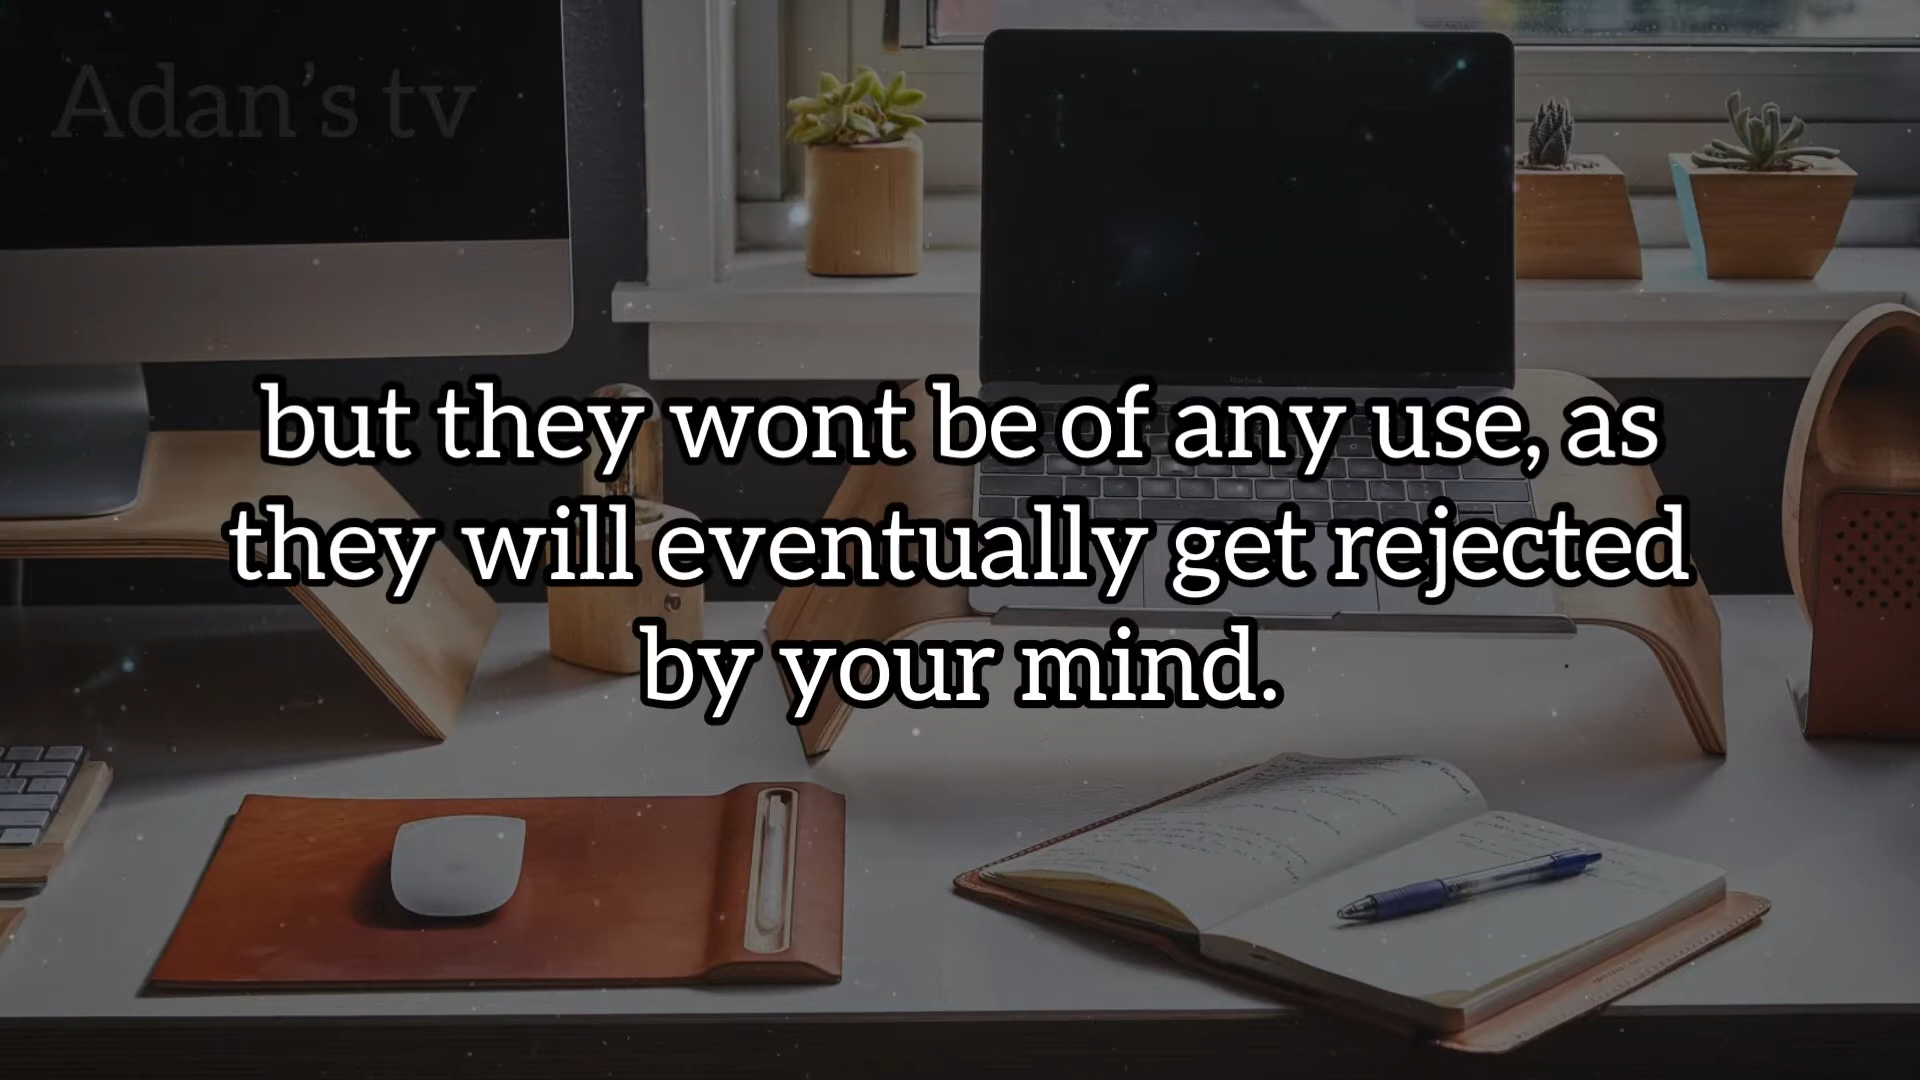 Adan's tv
but they wont be of any use, as
they will eventually get rejected
by your mind.